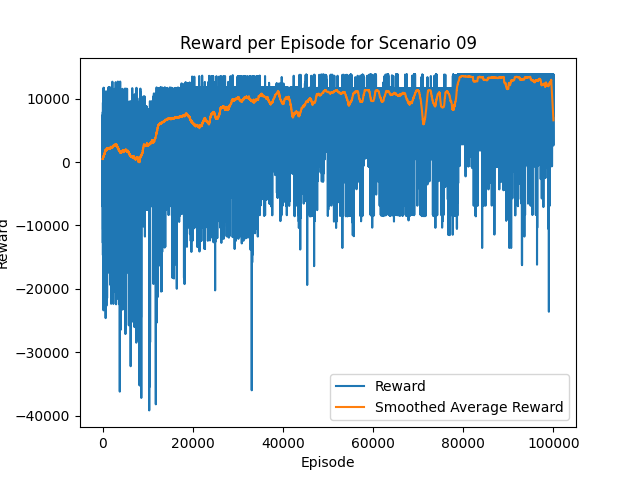 Reward per Episode for Scenario 09
Reward
10000
0
−10000
−20000
−30000
−40000
0 20000 40000 60000 80000 100000
Episode
Reward
Smoothed Average Reward